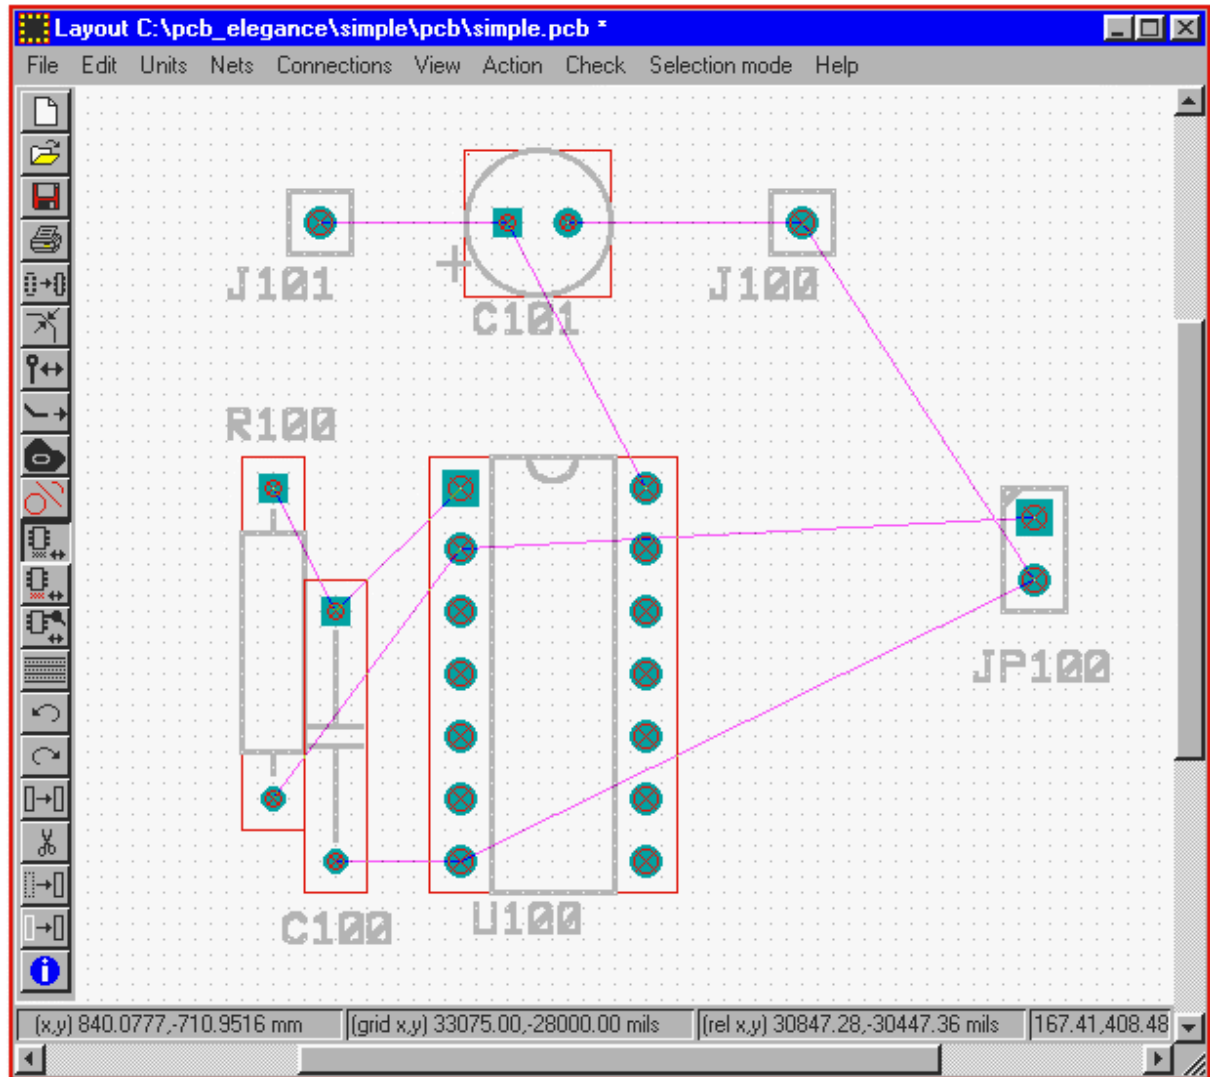 Layout C:\pcb_elegance\simple\pcb\simple.pcb *
File Edit Units Nets Connections View Action Check Selection mode Help
J101
C101
J100
R100
JP100
C100
U100
(x,y) 840.0777,-710.9516 mm (grid x,y) 33075.00,-28000.00 mils (rel x,y) 30847.28,-30447.36 mils 167.41,408.48